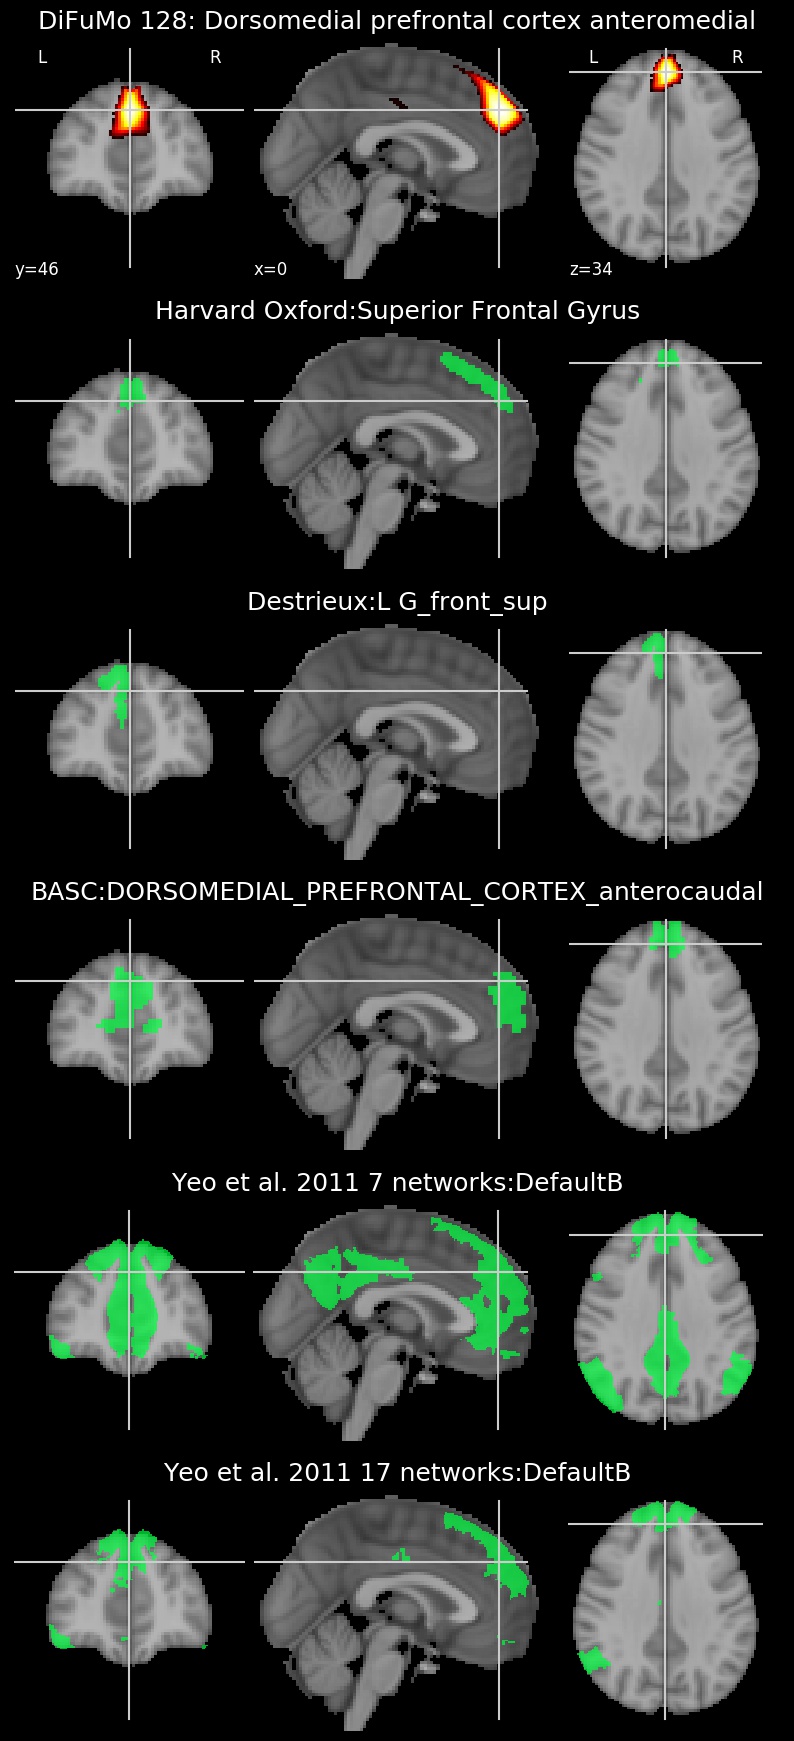 DiFuMo 128: Dorsomedial prefrontal cortex anteromedial
L R L R
y=46 x=0 z=34
Harvard Oxford:Superior Frontal Gyrus
Destrieux:L G_front_sup
BASC:DORSOMEDIAL_PREFRONTAL_CORTEX_anterocaudal
Yeo et al. 2011 7 networks:DefaultB
Yeo et al. 2011 17 networks:DefaultB